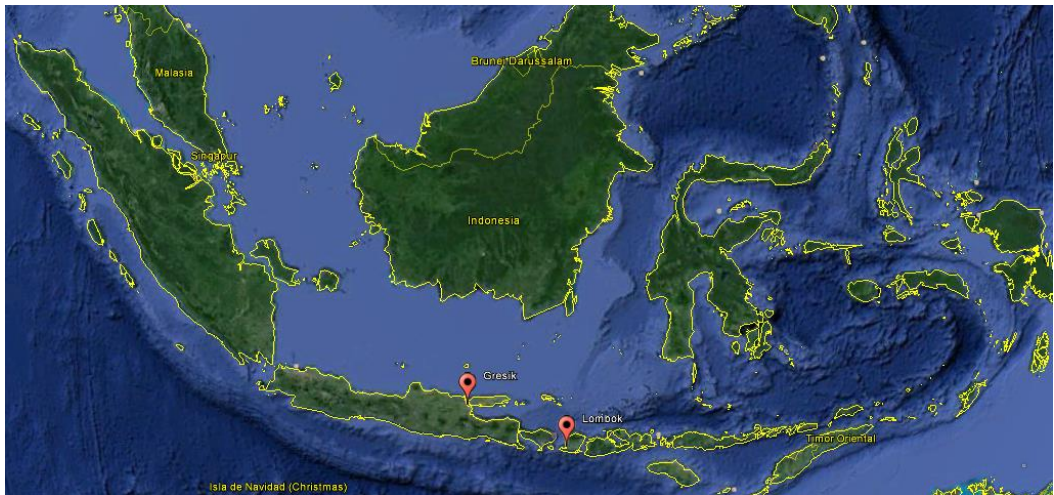 Brunei Darussalam
Malasia
Singapur
Indonesia
Gresik
Lombok
Timor Oriental
Isla de Navidad (Christmas)